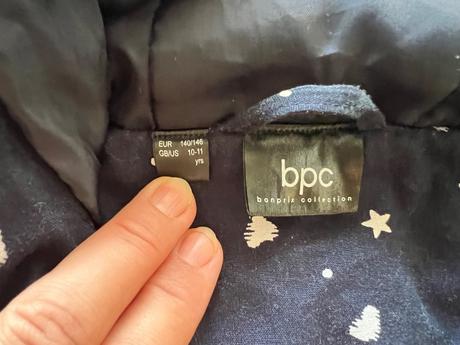 EUR 140/146
GB/US 10-11
yrs
bpc
bonprix collection